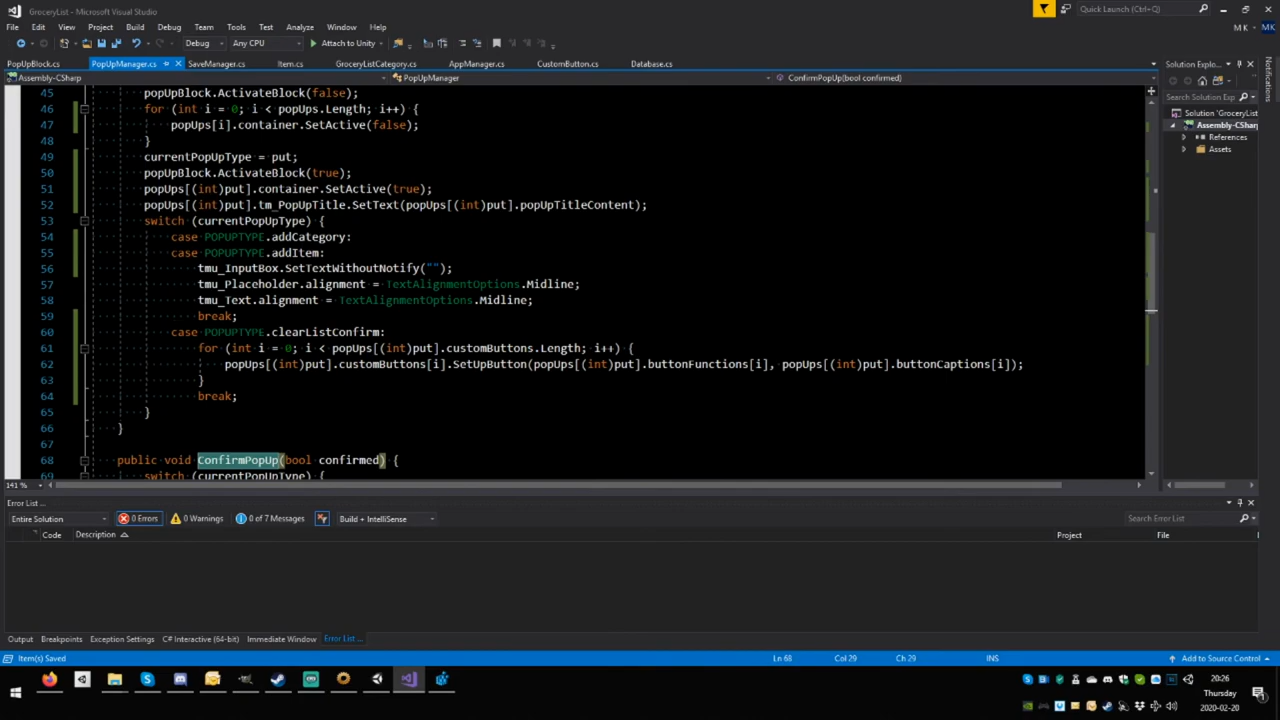 GroceryList - Microsoft Visual Studio
Quick Launch (Ctrl+Q)
File Edit View Project Build Debug Team Tools Test Analyze Window Help
M K MK
Debug Any CPU Attach to Unity
PopUpBlock.cs PopUpManager.cs SaveManager.cs Item.cs GroceryListCategory.cs AppManager.cs CustomButton.cs Database.cs
Solution Explo...
Assembly-CSharp PopUpManager ConfirmPopUp(bool confirmed)
Search Solution Exp
Solution 'GroceryList
Assembly-CShar
References
Assets
Notifications
45 popUpBlock.ActivateBlock(false);
46 for (int i = 0; i < popUps.Length; i++) {
47 popUps[i].container.SetActive(false);
48 }
49 currentPopUpType = put;
50 popUpBlock.ActivateBlock(true);
51 popUps[(int)put].container.SetActive(true);
52 popUps[(int)put].tm_PopUpTitle.SetText(popUps[(int)put].popUpTitleContent);
53 switch (currentPopUpType) {
54 case POPUPTYPE.addCategory:
55 case POPUPTYPE.addItem:
56 tmu_InputBox.SetTextWithoutNotify("");
57 tmu_Placeholder.alignment = TextAlignmentOptions.Midline;
58 tmu_Text.alignment = TextAlignmentOptions.Midline;
59 break;
60 case POPUPTYPE.clearListConfirm:
61 for (int i = 0; i < popUps[(int)put].customButtons.Length; i++) {
62 popUps[(int)put].customButtons[i].SetUpButton(popUps[(int)put].buttonFunctions[i], popUps[(int)put].buttonCaptions[i]);
63 }
64 break;
65 }
66 }
67
68 public void ConfirmPopUp(bool confirmed) {
69 switch (currentPopUpType) {
141 %
Error List ...
Entire Solution 0 Errors 0 Warnings 0 of 7 Messages Build + IntelliSense Search Error List
Code Description Project File
Output Breakpoints Exception Settings C# Interactive (64-bit) Immediate Window Error List ...
Item(s) Saved Ln 68 Col 29 Ch 29 INS Add to Source Control
20:26
Thursday
2020-02-20